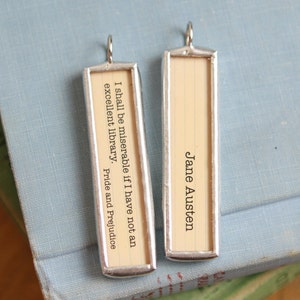 I shall be miserable if I have not an
excellent library. Pride and Prejudice
Jane Austen